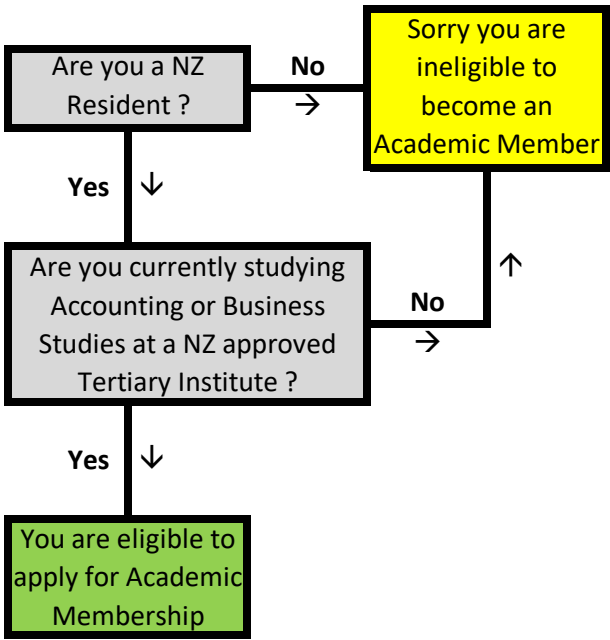 Are you a NZ
Resident ?
No
→
Sorry you are
ineligible to
become an
Academic Member
Yes ↓
Are you currently studying
Accounting or Business
Studies at a NZ approved
Tertiary Institute ?
No
→
↑
Yes ↓
You are eligible to
apply for Academic
Membership